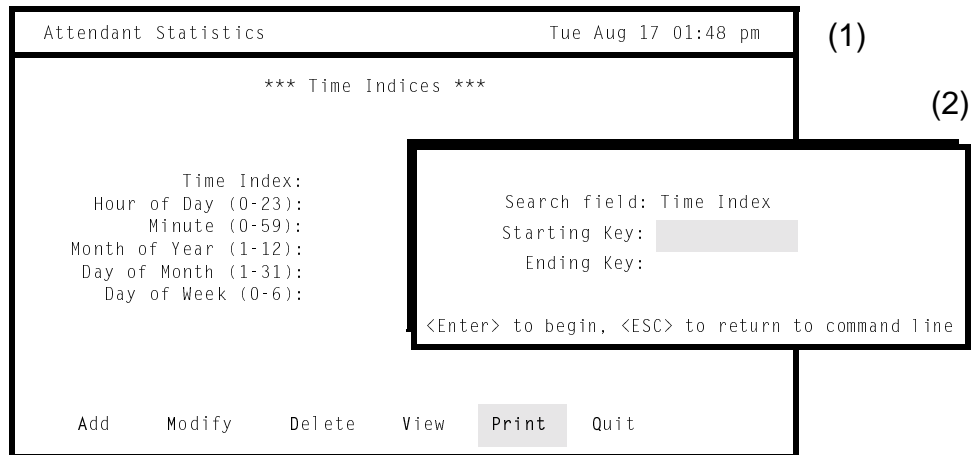 Attendant Statistics Tue Aug 17 01:48 pm
(1)
*** Time Indices ***
(2)
Time Index:
Hour of Day (0-23):
Minute (0-59):
Month of Year (1-12):
Day of Month (1-31):
Day of Week (0-6):
Search field: Time Index
Starting Key:
Ending Key:
<Enter> to begin, <ESC> to return to command line
Add Modify Delete View Print Quit